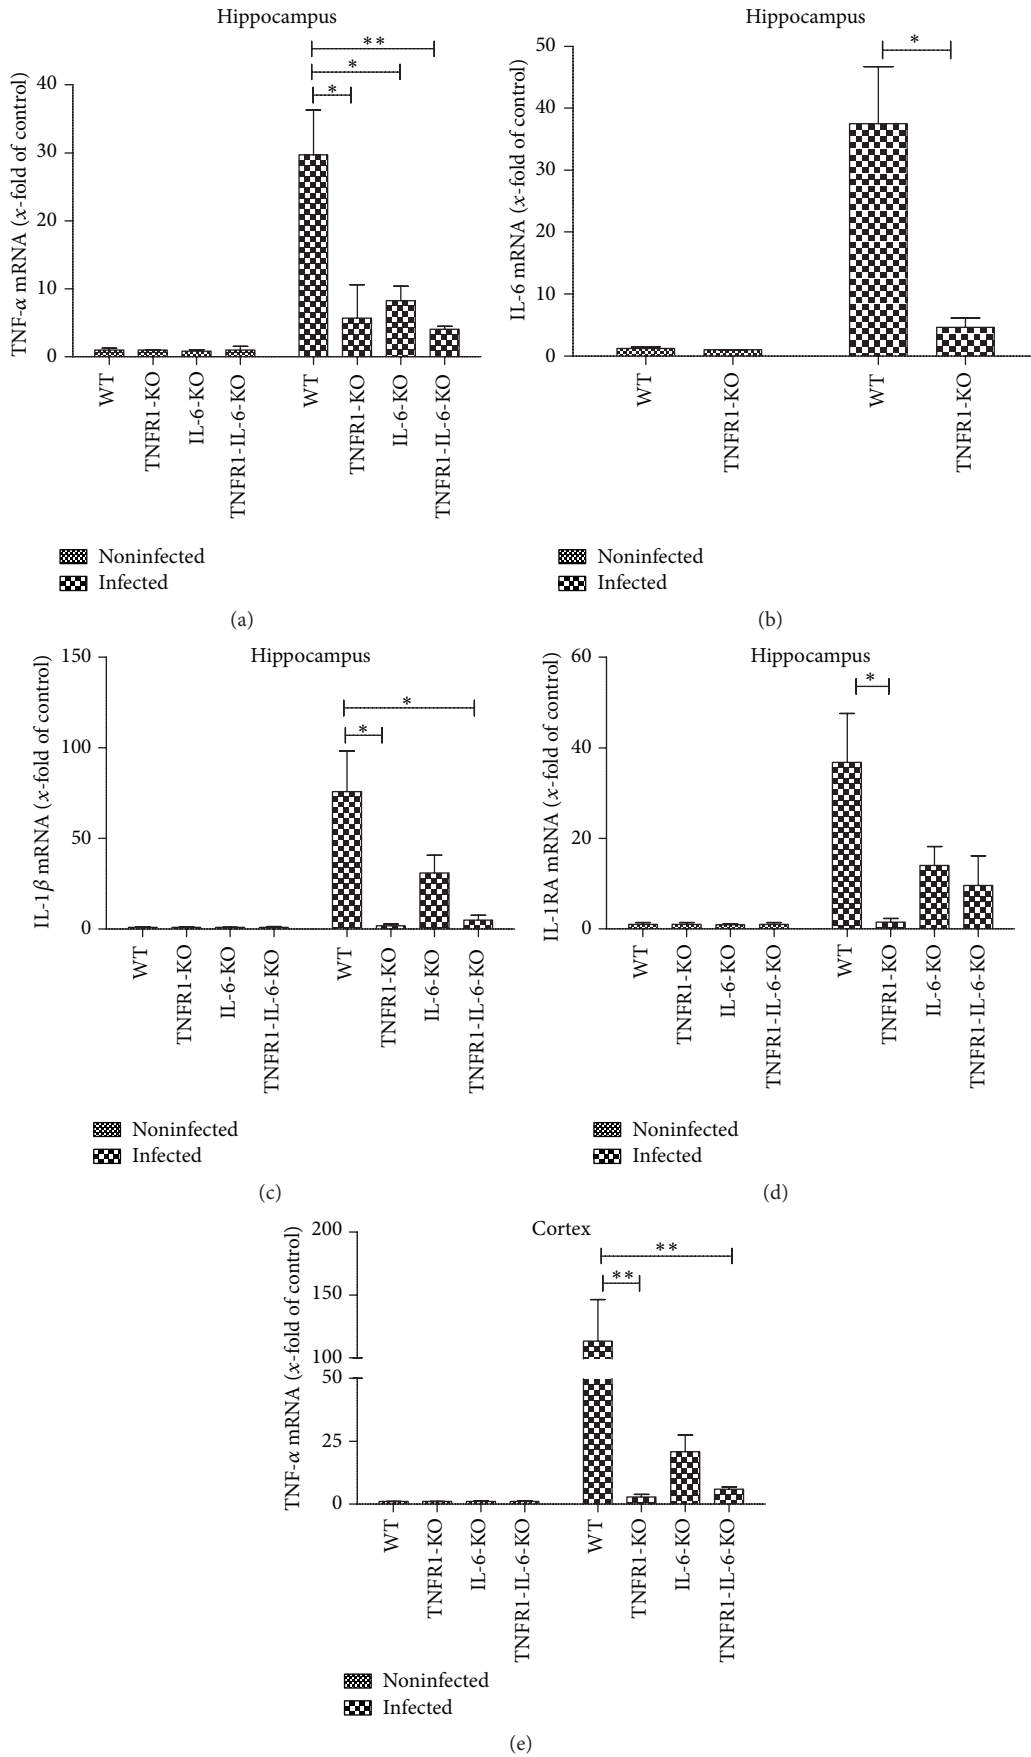 Hippocampus
TNF-α mRNA (x-fold of control)
40
30
20
10
0
**
*
*
WT
TNFR1-KO
IL-6-KO
TNFR1-IL-6-KO
WT
TNFR1-KO
IL-6-KO
TNFR1-IL-6-KO
Noninfected
Infected
(a)
Hippocampus
IL-6 mRNA (x-fold of control)
50
40
30
20
10
0
*
WT
TNFR1-KO
WT
TNFR1-KO
Noninfected
Infected
(b)
Hippocampus
IL-1β mRNA (x-fold of control)
150
100
50
0
*
*
WT
TNFR1-KO
IL-6-KO
TNFR1-IL-6-KO
WT
TNFR1-KO
IL-6-KO
TNFR1-IL-6-KO
Noninfected
Infected
(c)
Hippocampus
IL-1RA mRNA (x-fold of control)
60
40
20
0
*
WT
TNFR1-KO
IL-6-KO
TNFR1-IL-6-KO
WT
TNFR1-KO
IL-6-KO
TNFR1-IL-6-KO
Noninfected
Infected
(d)
Cortex
TNF-α mRNA (x-fold of control)
200
150
100
50
25
0
**
**
WT
TNFR1-KO
IL-6-KO
TNFR1-IL-6-KO
WT
TNFR1-KO
IL-6-KO
TNFR1-IL-6-KO
Noninfected
Infected
(e)